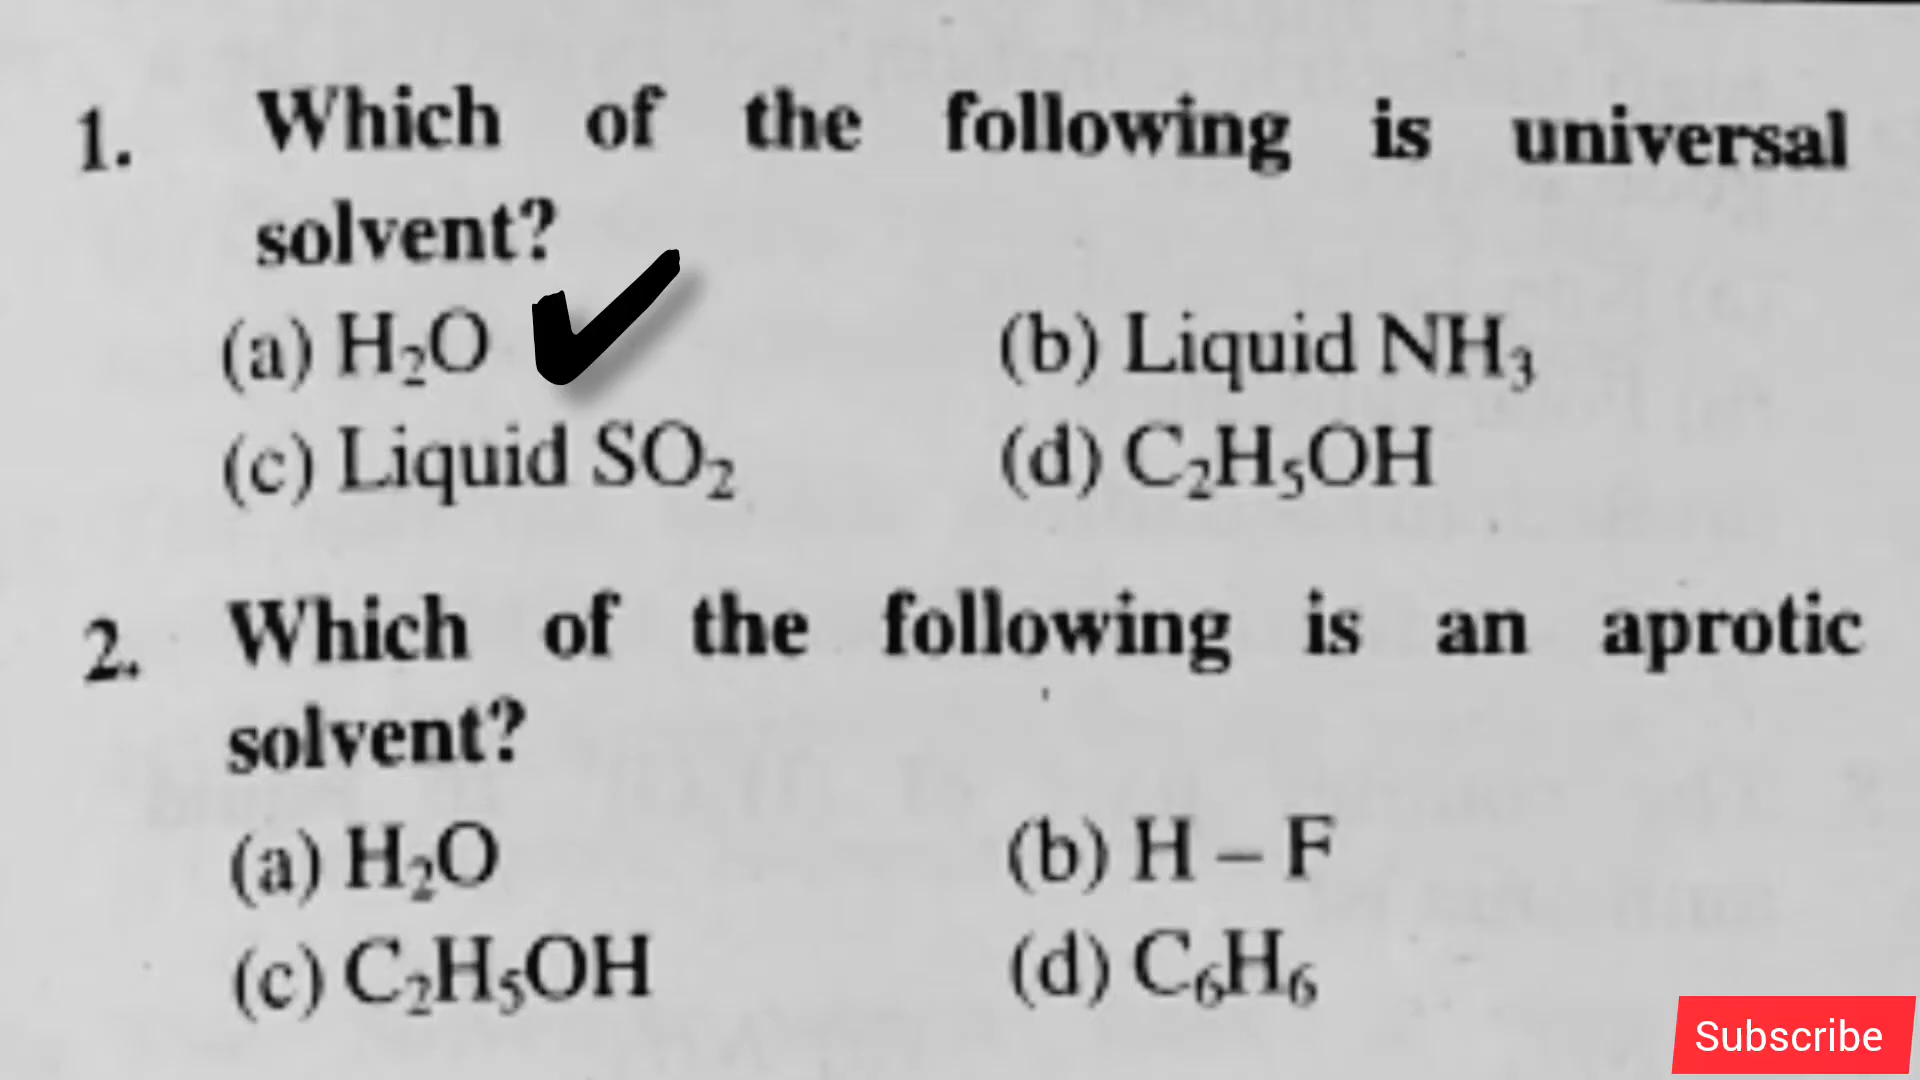 1. Which of the following is universal
solvent?
(a) H₂O (b) Liquid NH₃
(c) Liquid SO₂ (d) C₂H₅OH
2. Which of the following is an aprotic
solvent?
(a) H₂O (b) H – F
(c) C₂H₅OH (d) C₆H₆
Subscribe